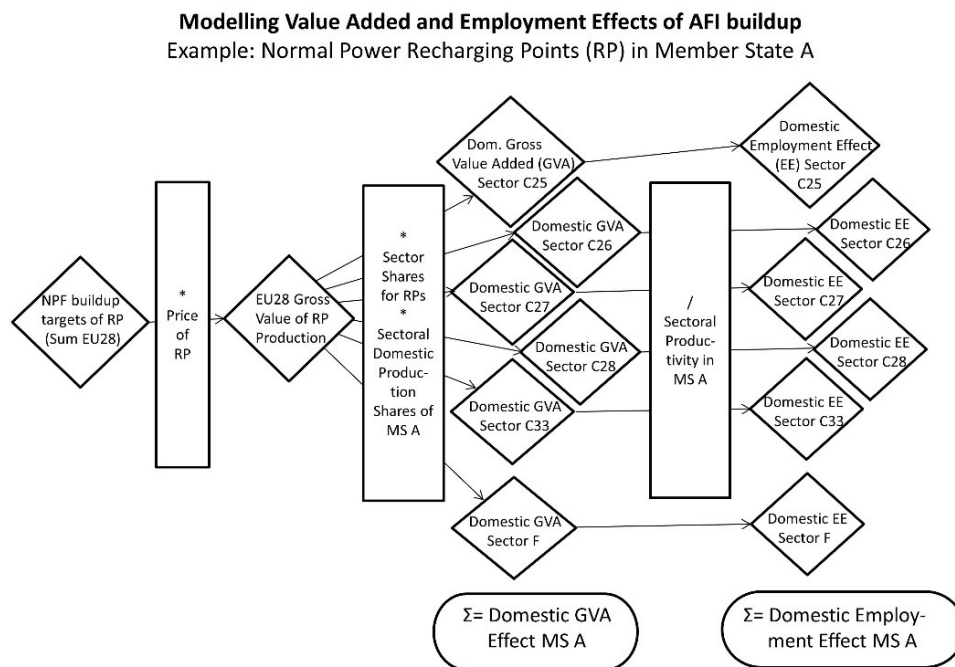 Modelling Value Added and Employment Effects of AFI buildup
Example: Normal Power Recharging Points (RP) in Member State A
NPF buildup
targets of RP
(Sum EU28)
*
Price
of
RP
EU28 Gross
Value of RP
Production
*
Sector
Shares
for RPs
*
Sectoral
Domestic
Produc-
tion
Shares of
MS A
Dom. Gross
Value Added (GVA)
Sector C25
Domestic GVA
Sector C26
Domestic GVA
Sector C27
Domestic GVA
Sector C28
Domestic GVA
Sector C33
Domestic GVA
Sector F
/
Sectoral
Produc-
tivity in
MS A
Domestic
Employment Effect
(EE) Sector
C25
Domestic EE
Sector C26
Domestic EE
Sector C27
Domestic EE
Sector C28
Domestic EE
Sector C33
Domestic EE
Sector F
Σ= Domestic GVA
Effect MS A
Σ= Domestic Employ-
ment Effect MS A